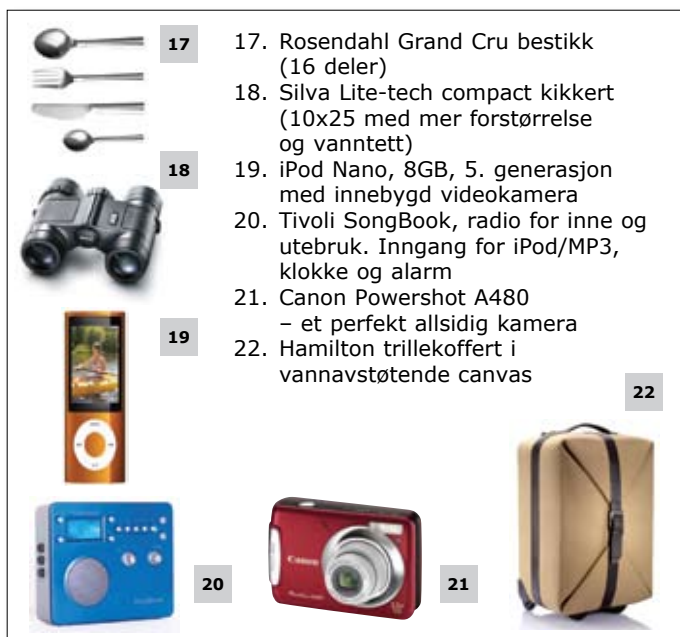 17
17. Rosendahl Grand Cru bestikk
(16 deler)
18. Silva Lite-tech compact kikkert
(10x25 med mer forstørrelse
og vanntett)
18
19. iPod Nano, 8GB, 5. generasjon
med innebygd videokamera
20. Tivoli SongBook, radio for inne og
utebruk. Inngang for iPod/MP3,
klokke og alarm
21. Canon Powershot A480
– et perfekt allsidig kamera
22. Hamilton trillekoffert i
vannavstøtende canvas
19
22
20
Canon
21